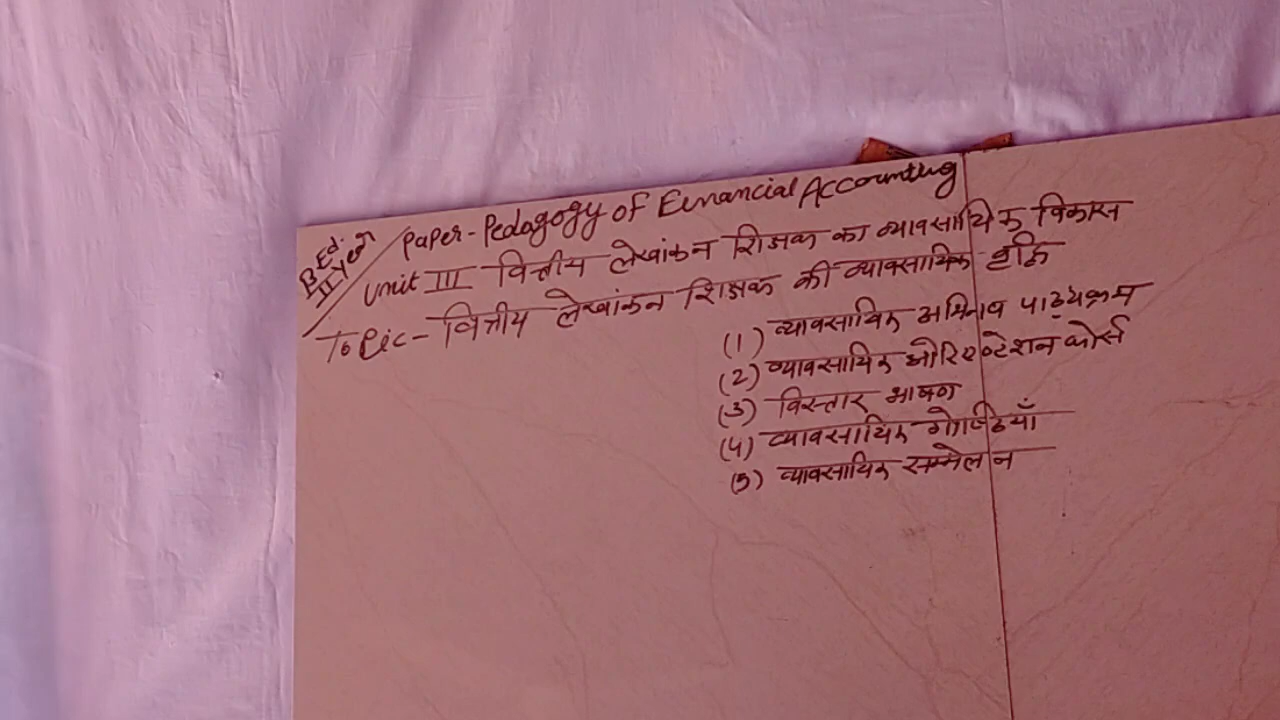 B.Ed.
II Year
Paper - Pedagogy of Financial Accounting
Unit III वित्तीय लेखांकन शिक्षक का व्यावसायिक विकास
Topic - वित्तीय लेखांकन शिक्षक की व्यावसायिक वृद्धि
(1) व्यावसायिक अभिनव पाठ्यक्रम
(2) व्यावसायिक ओरिएण्टेशन कोर्स
(3) विस्तार भाषण
(4) व्यावसायिक गोष्ठियाँ
(5) व्यावसायिक सम्मेलन